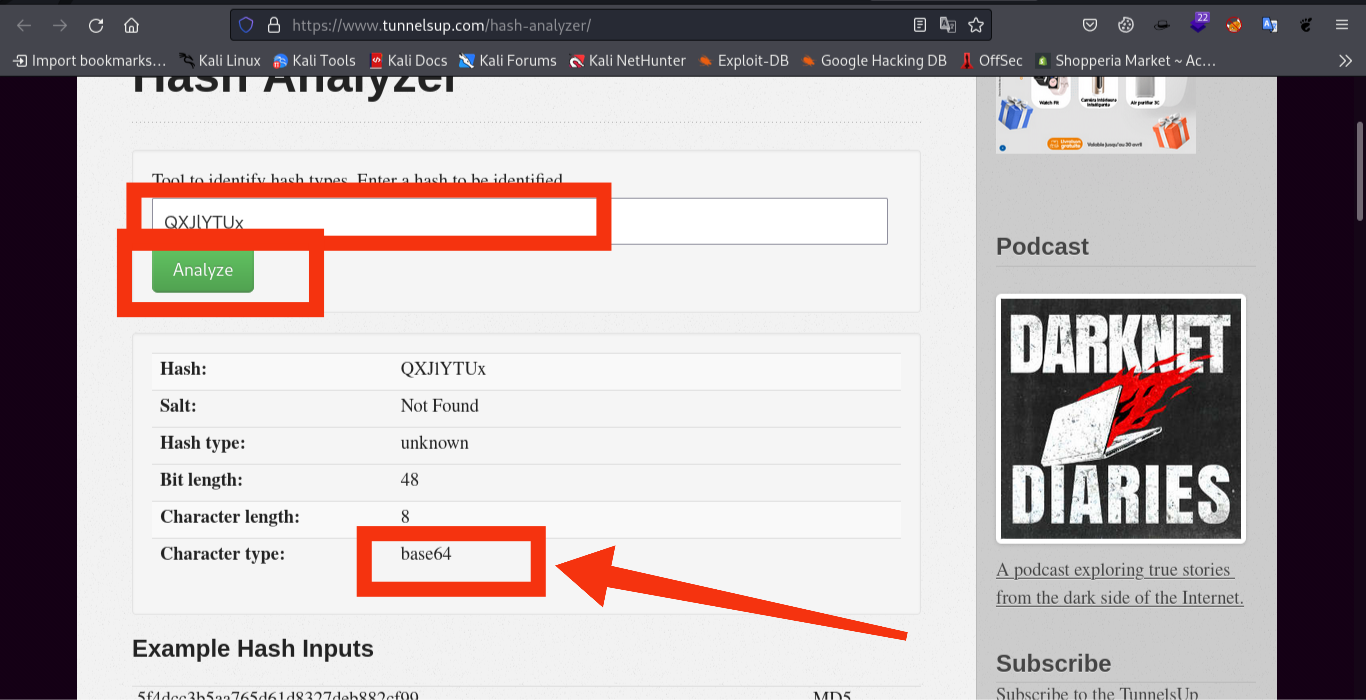 https://www.tunnelsup.com/hash-analyzer/
22
Import bookmarks... Kali Linux Kali Tools Kali Docs Kali Forums Kali NetHunter Exploit-DB Google Hacking DB OffSec Shopperia Market ~ Ac...
Hash Analyzer
Watch Fit Caméra intérieure intelligente Air purifier 3C
Livraison gratuite Valable jusqu'au 30 avril
Tool to identify hash types. Enter a hash to be identified.
QXJlYTUx
Analyze
Podcast
Hash: QXJlYTUx
Salt: Not Found
Hash type: unknown
Bit length: 48
Character length: 8
Character type: base64
DARKNET
DIARIES
A podcast exploring true stories
from the dark side of the Internet.
Example Hash Inputs
Subscribe
5f4dcc3b5aa765d61d8327deb882cf99 MD5
Subscribe to the TunnelsUp